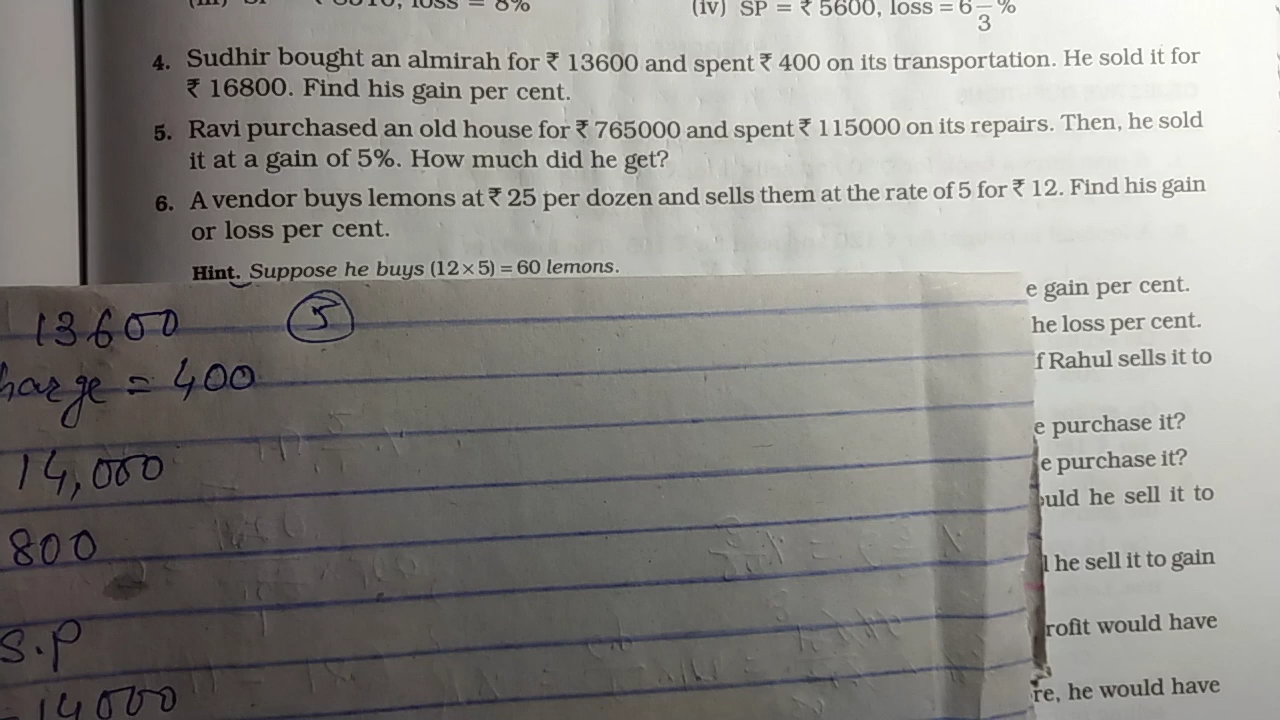 (iv) SP = ₹ 5600, loss = 6 /3 %
4. Sudhir bought an almirah for ₹ 13600 and spent ₹ 400 on its transportation. He sold it for
₹ 16800. Find his gain per cent.
5. Ravi purchased an old house for ₹ 765000 and spent ₹ 115000 on its repairs. Then, he sold
it at a gain of 5%. How much did he get?
6. A vendor buys lemons at ₹ 25 per dozen and sells them at the rate of 5 for ₹ 12. Find his gain
or loss per cent.
Hint. Suppose he buys (12×5) = 60 lemons.
e gain per cent.
13600 5
he loss per cent.
f Rahul sells it to
harge = 400
e purchase it?
14,000 e purchase it?
ould he sell it to
800
l he sell it to gain
S.P rofit would have
- 14000 re, he would have